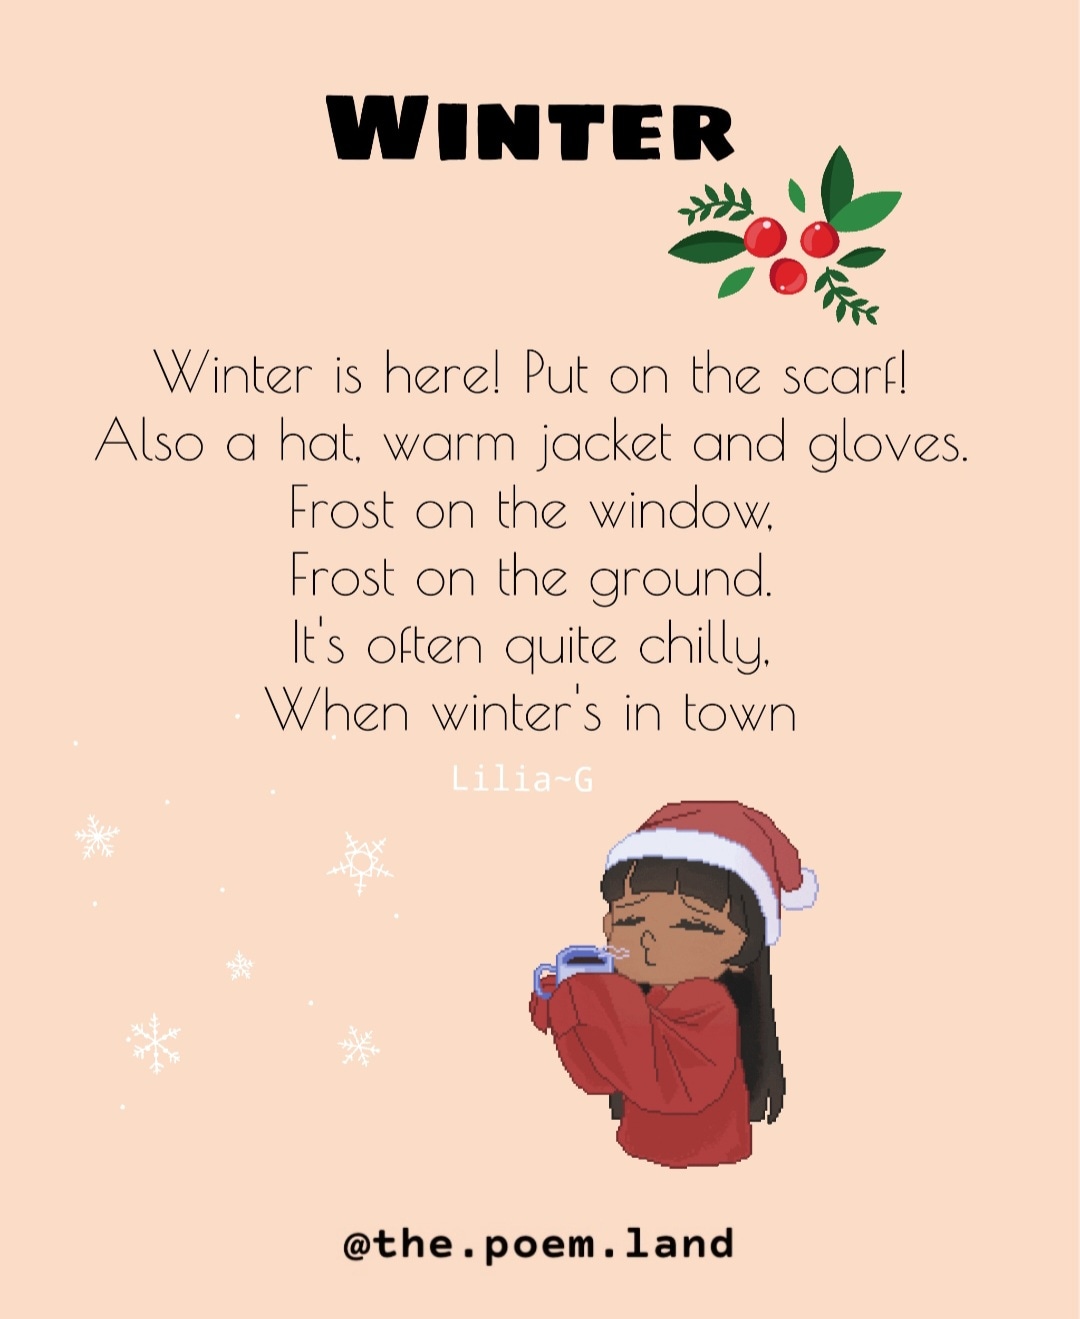 WINTER
Winter is here! Put on the scarf!
Also a hat, warm jacket and gloves.
Frost on the window,
Frost on the ground.
It's often quite chilly,
When winter's in town
Lilia~G
@the.poem.land